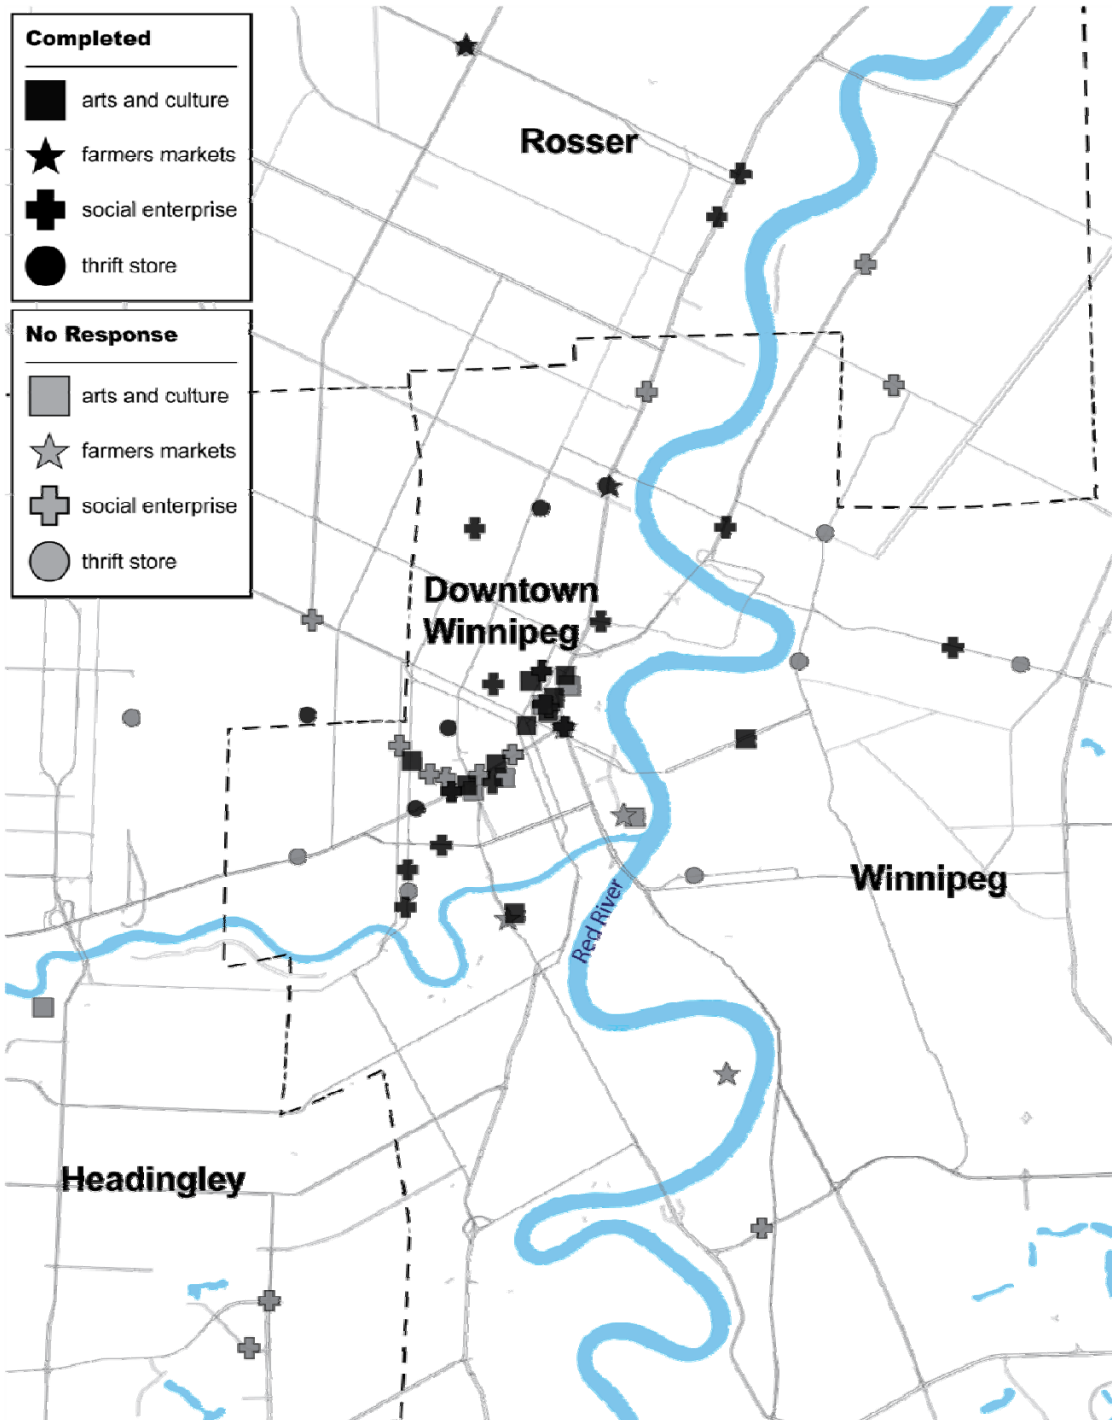 Completed
arts and culture
farmers markets
social enterprise
thrift store
No Response
arts and culture
farmers markets
social enterprise
thrift store
Rosser
Downtown
Winnipeg
Winnipeg
Red River
Headingley